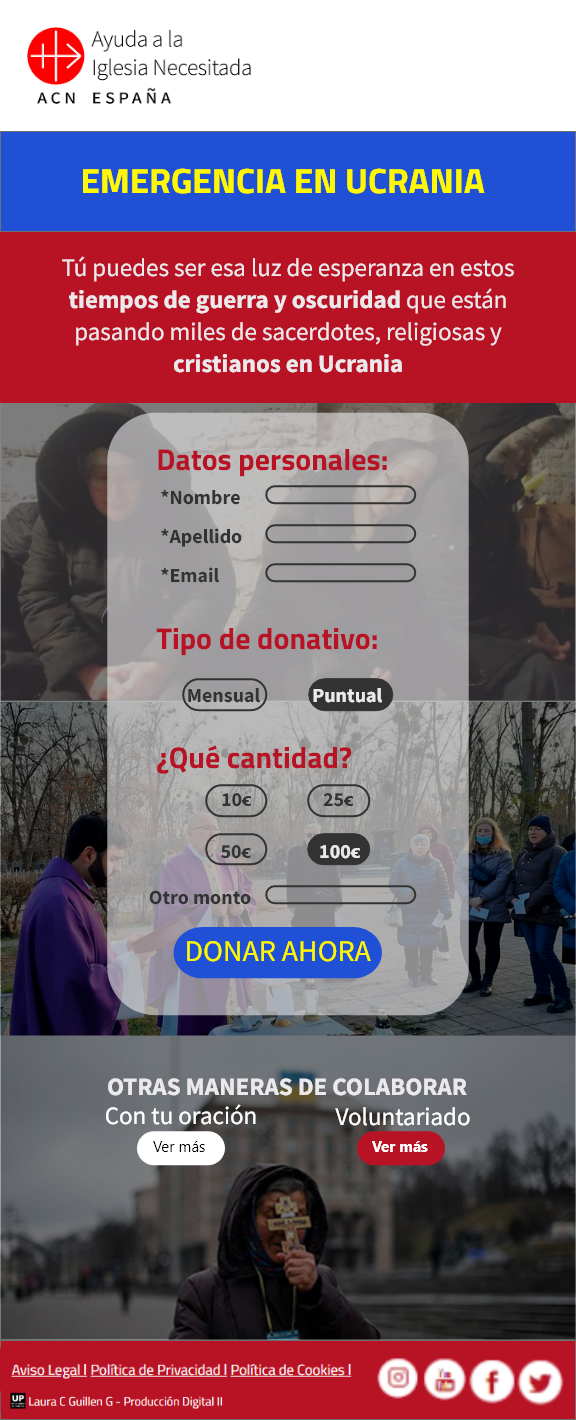 Ayuda a la
Iglesia Necesitada
ACN ESPAÑA
EMERGENCIA EN UCRANIA
Tú puedes ser esa luz de esperanza en estos
tiempos de guerra y oscuridad que están
pasando miles de sacerdotes, religiosas y
cristianos en Ucrania
Datos personales:
*Nombre
*Apellido
*Email
Tipo de donativo:
Mensual Puntual
¿Qué cantidad?
10€ 25€
50€ 100€
Otro monto
DONAR AHORA
OTRAS MANERAS DE COLABORAR
Con tu oración Voluntariado
Ver más Ver más
Aviso Legal | Política de Privacidad | Política de Cookies |
UP Laura C Guillen G - Producción Digital II